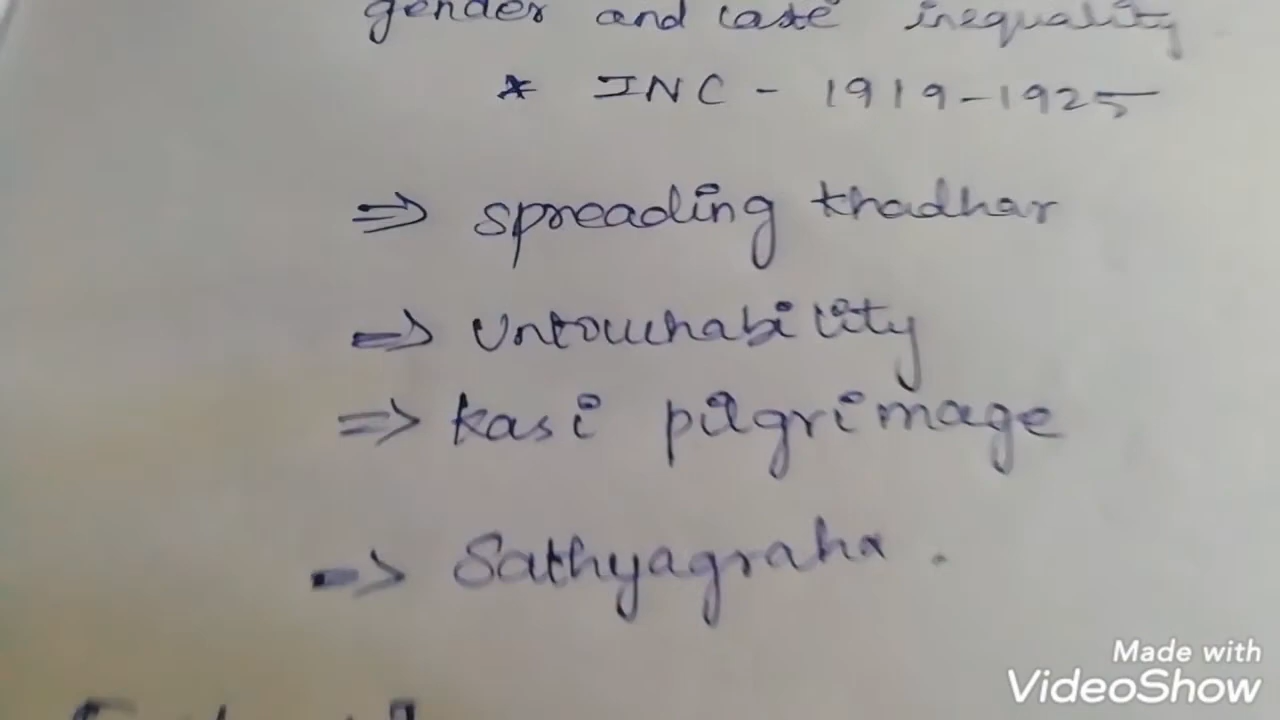 gender and caste inequality
* INC - 1919-1925
⇒ spreading khadhar
⇒ Untouchability
⇒ kasi pilgrimage
⇒ Sathyagraha .
Made with
VideoShow